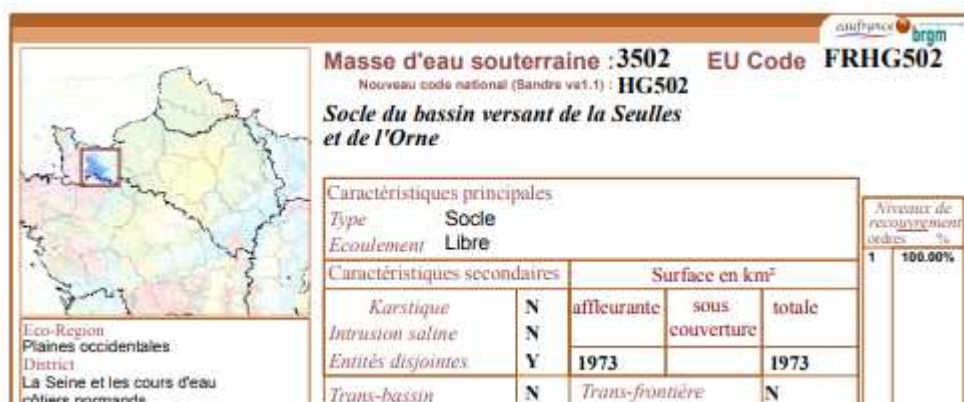 eaufrance brgm
Masse d'eau souterraine : 3502 EU Code FRHG502
Nouveau code national (Sandre ve1.1) : HG502
Socle du bassin versant de la Seulles
et de l'Orne
Caractéristiques principales
Type Socle
Ecoulement Libre
Niveaux de
recouvrement
ordres %
1 100.00%
Caractéristiques secondaires Surface en km²
Karstique N affleurante sous totale
couverture
Intrusion saline N
Entités disjointes Y 1973 1973
Trans-bassin N Trans-frontière N
Eco-Region
Plaines occidentales
District
La Seine et les cours d'eau
côtiers normands